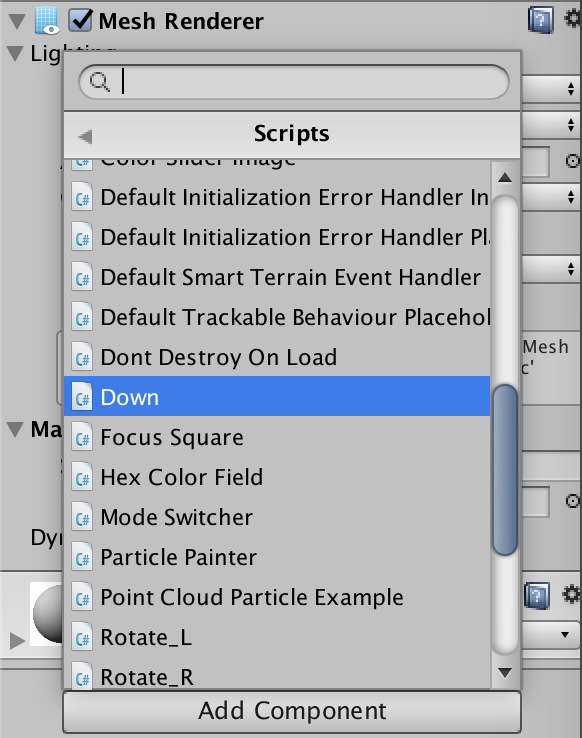 Mesh Renderer
Scripts
Color Slider Image
Default Initialization Error Handler In
Default Initialization Error Handler Pla
Default Smart Terrain Event Handler
Default Trackable Behaviour Placehol
Dont Destroy On Load
Mesh
c'
Down
Focus Square
Ma
Hex Color Field
Mode Switcher
Dyn
Particle Painter
Point Cloud Particle Example
Rotate_L
Rotate_R
Add Component